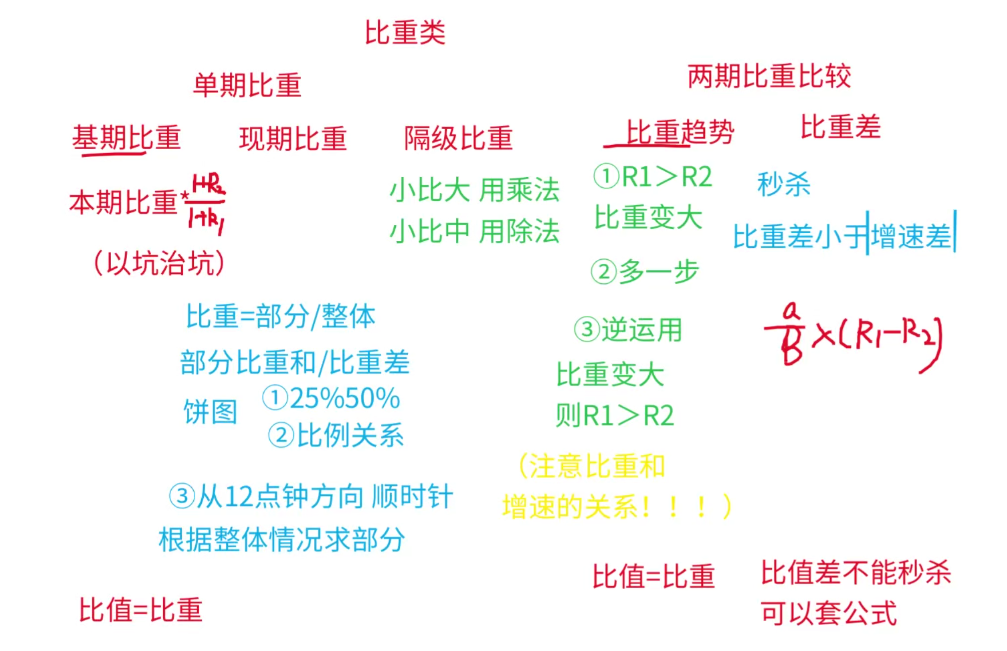 比重类
单期比重
两期比重比较
基期比重
现期比重
隔级比重
比重趋势
比重差
本期比重*1+R2/1+R1
（以坑治坑）
比重=部分/整体
部分比重和/比重差
饼图
①25%50%
②比例关系
③从12点钟方向 顺时针
根据整体情况求部分
小比大 用乘法
小比中 用除法
①R1＞R2
比重变大
②多一步
③逆运用
比重变大
则R1＞R2
（注意比重和
增速的关系！！！）
秒杀
比重差小于|增速差|
a/B×(R1-R2)
比值=比重
比值=比重
比值差不能秒杀
可以套公式